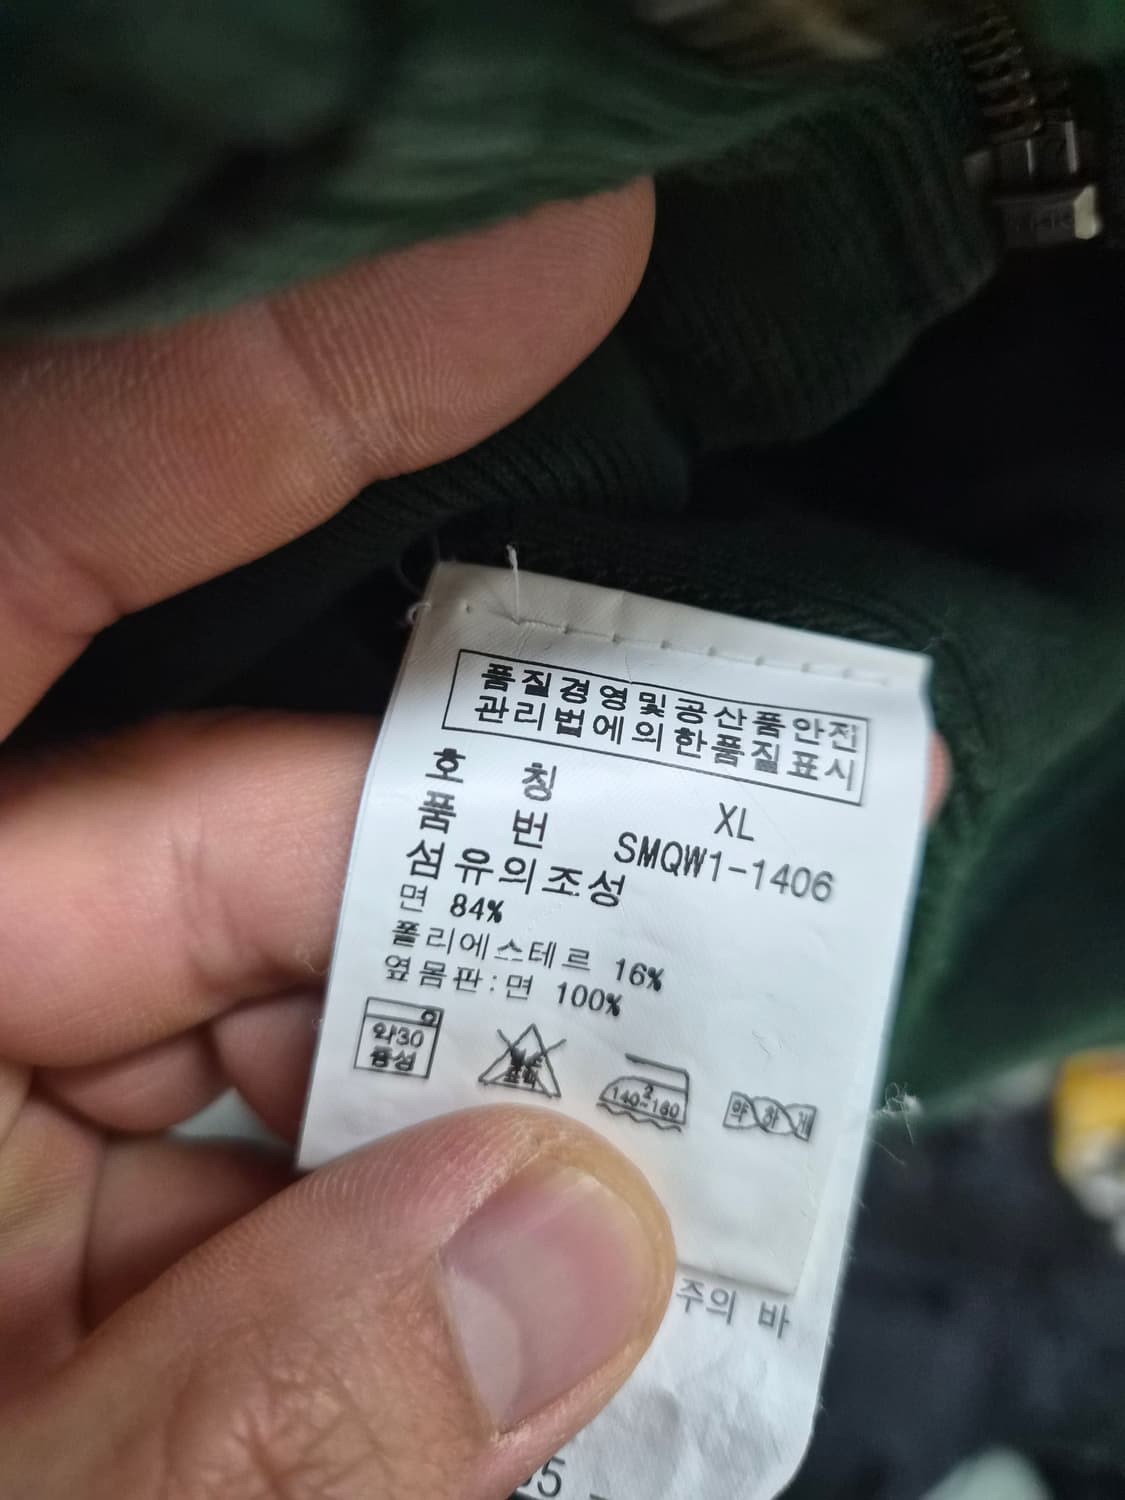 품질경영및공산품안전
관리법에의한품질표시
호 칭 XL
품 번 SMQW1-1406
섬유의조성
면 84%
폴리에스테르 16%
옆몸판:면 100%
약30
중성
140~160
2
약하게
주의 바